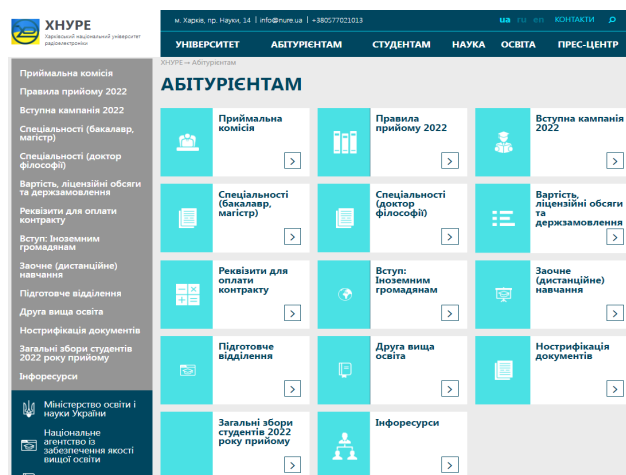 ХНУРЕ
Харківський національний університет
радіоелектроніки
м. Харків, пр. Науки, 14 | info@nure.ua | +380577021013
ua ru en КОНТАКТИ
УНІВЕРСИТЕТ АБІТУРІЄНТАМ СТУДЕНТАМ НАУКА ОСВІТА ПРЕС-ЦЕНТР
ХНУРЕ → Абітурієнтам
АБІТУРІЄНТАМ
Приймальна комісія
Правила прийому 2022
Вступна кампанія 2022
Спеціальності (бакалавр,
магістр)
Спеціальності (доктор
філософії)
Вартість, ліцензійні обсяги
та держзамовлення
Реквізити для оплати
контракту
Вступ: Іноземним
громадянам
Заочне (дистанційне)
навчання
Підготовче відділення
Друга вища освіта
Нострифікація документів
Загальні збори студентів
2022 року прийому
Інфоресурси
Міністерство освіти і
науки України
Національне
агентство із
забезпечення якості
вищої освіти
Приймальна
комісія
Правила
прийому 2022
Вступна кампанія
2022
Спеціальності
(бакалавр,
магістр)
Спеціальності
(доктор
філософії)
Вартість,
ліцензійні обсяги
та
держзамовлення
Реквізити для
оплати
контракту
Вступ:
Іноземним
громадянам
Заочне
(дистанційне)
навчання
Підготовче
відділення
Друга вища
освіта
Нострифікація
документів
Загальні збори
студентів 2022
року прийому
Інфоресурси